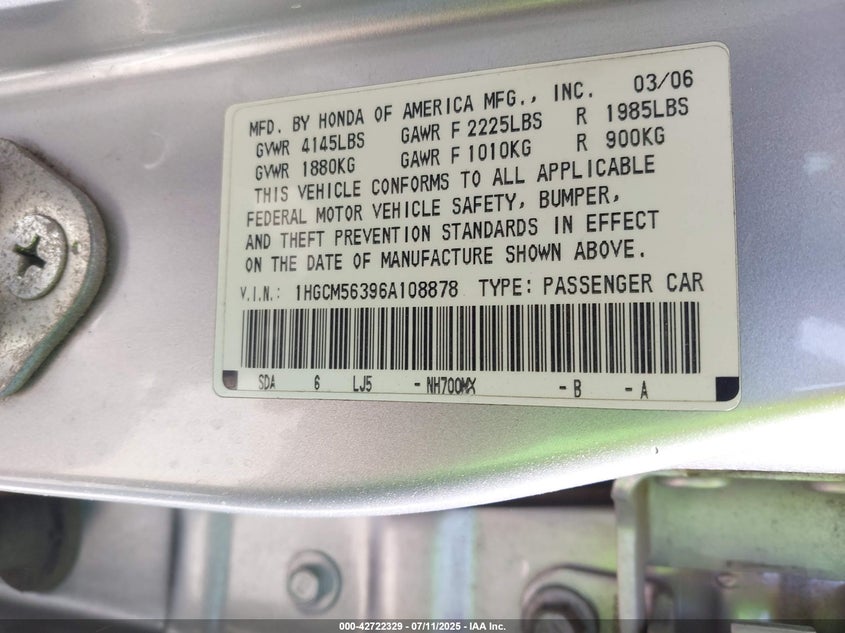 MFD. BY HONDA OF AMERICA MFG., INC. 03/06
GVWR 4145LBS GAWR F 2225LBS R 1985LBS
GVWR 1880KG GAWR F 1010KG R 900KG
THIS VEHICLE CONFORMS TO ALL APPLICABLE
FEDERAL MOTOR VEHICLE SAFETY, BUMPER,
AND THEFT PREVENTION STANDARDS IN EFFECT
ON THE DATE OF MANUFACTURE SHOWN ABOVE.
V.I.N.: 1HGCM56396A108878 TYPE: PASSENGER CAR
SDA 6 LJ5 - NH700MX - B - A
000-42722329 - 07/11/2025 - IAA Inc.